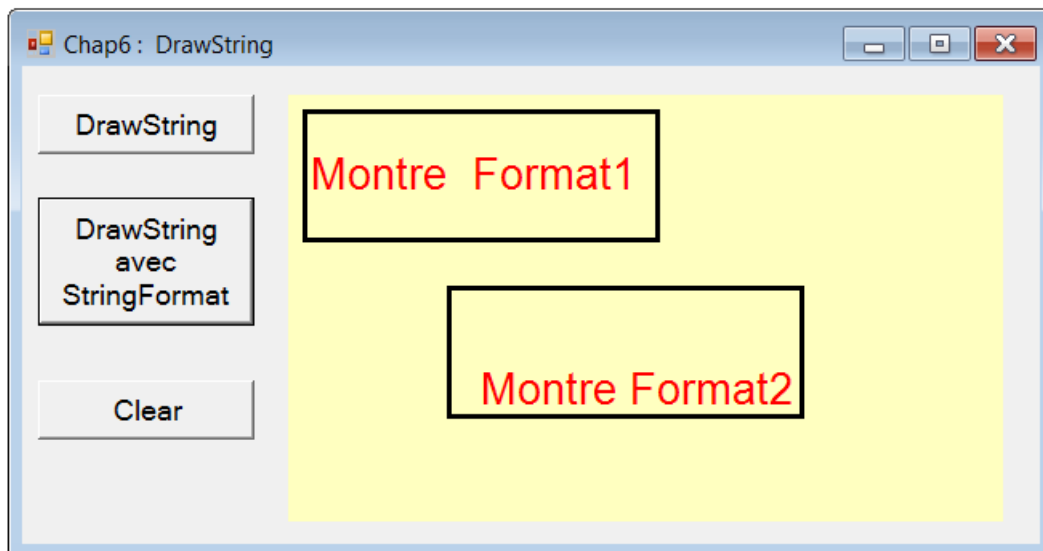 Chap6 : DrawString
DrawString
DrawString
avec
StringFormat
Clear
Montre  Format1
Montre Format2